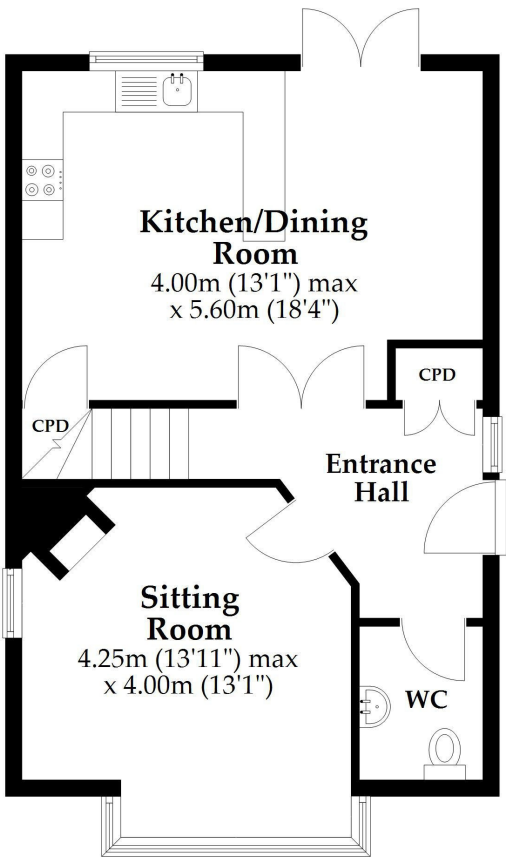 Kitchen/Dining
Room
4.00m (13'1") max
x 5.60m (18'4")
CPD
CPD
Entrance
Hall
Sitting
Room
4.25m (13'11") max
x 4.00m (13'1")
WC